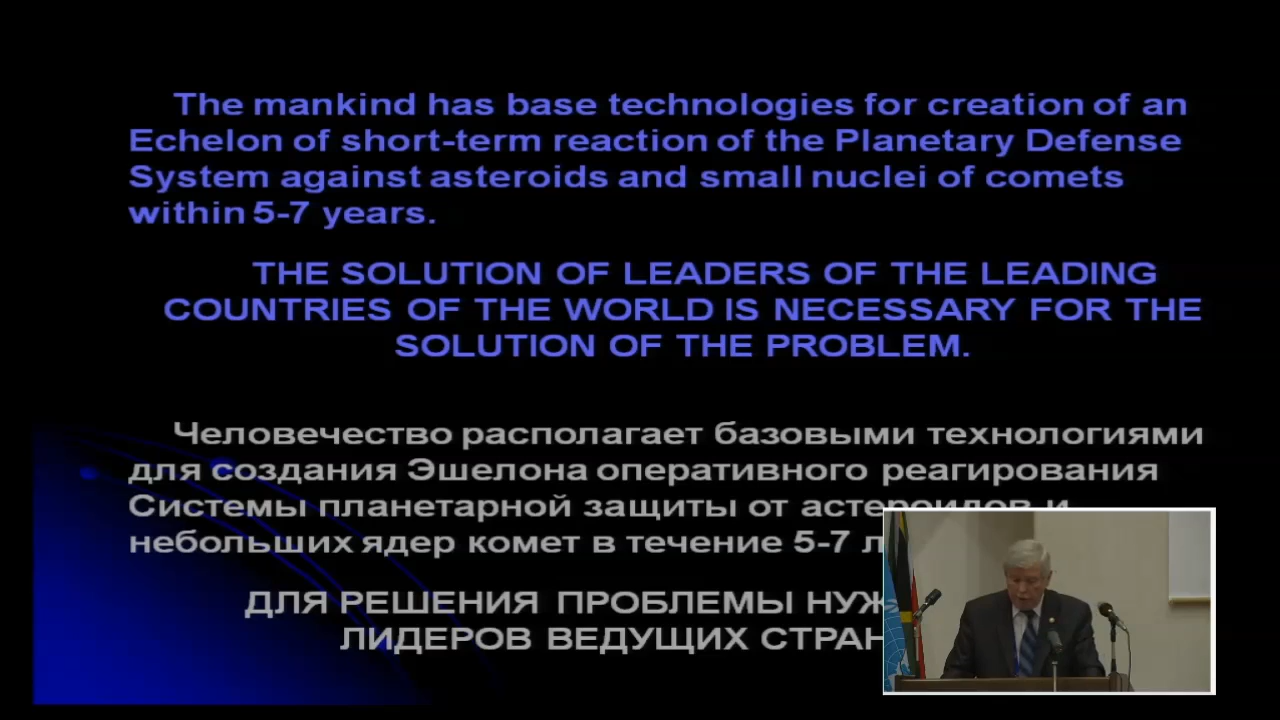 The mankind has base technologies for creation of an
Echelon of short-term reaction of the Planetary Defense
System against asteroids and small nuclei of comets
within 5-7 years.
THE SOLUTION OF LEADERS OF THE LEADING
COUNTRIES OF THE WORLD IS NECESSARY FOR THE
SOLUTION OF THE PROBLEM.
Человечество располагает базовыми технологиями
для создания Эшелона оперативного реагирования
Системы планетарной защиты от астероидов и
небольших ядер комет в течение 5-7
ДЛЯ РЕШЕНИЯ ПРОБЛЕМЫ
ЛИДЕРОВ ВЕДУЩИХ